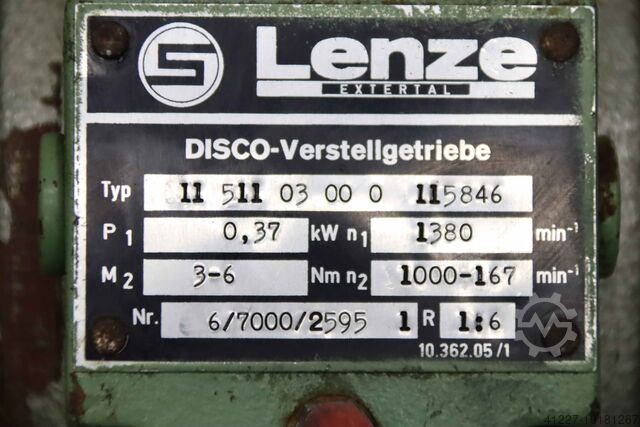 Lenze
EXTERTAL
DISCO-Verstellgetriebe
Typ 11 511 03 00 0 115846
P1 0,37 kW n1 1380 min⁻¹
M2 3-6 Nm n2 1000-167 min⁻¹
Nr. 6/7000/2595 1 R 1:6
10.362.05/1
41227-19181267